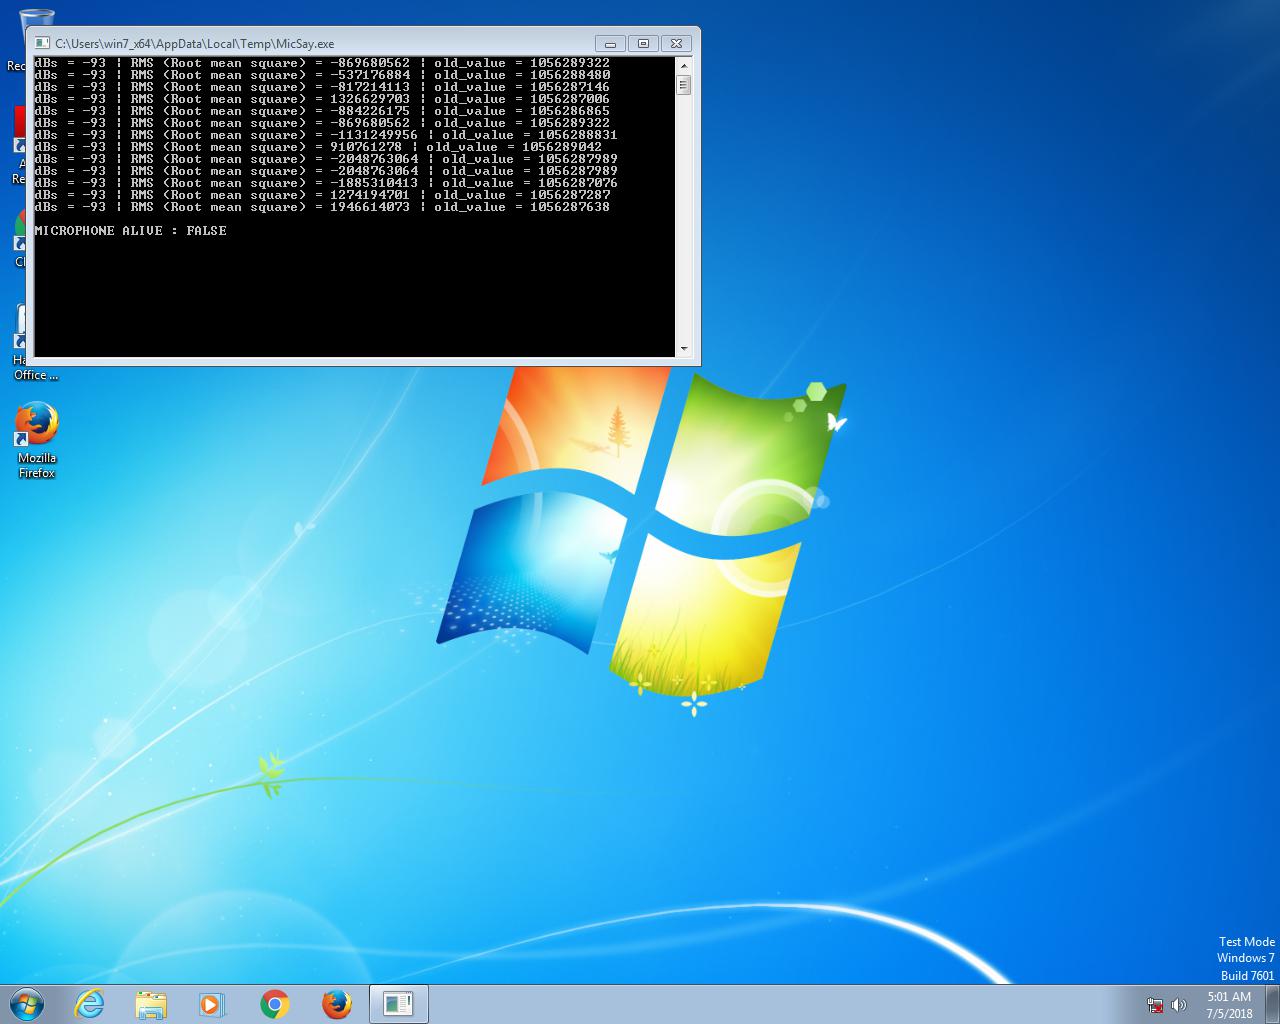 C:\Users\win7_x64\AppData\Local\Temp\MicSay.exe
dBs = -93 | RMS (Root mean square) = -869680562 | old_value = 1056289322
dBs = -93 | RMS (Root mean square) = -537176884 | old_value = 1056288480
dBs = -93 | RMS (Root mean square) = -817214113 | old_value = 1056287146
dBs = -93 | RMS (Root mean square) = 1326629703 | old_value = 1056287006
dBs = -93 | RMS (Root mean square) = -884226175 | old_value = 1056286865
dBs = -93 | RMS (Root mean square) = -869680562 | old_value = 1056289322
dBs = -93 | RMS (Root mean square) = -1131249956 | old_value = 1056288831
dBs = -93 | RMS (Root mean square) = 910761278 | old_value = 1056289042
dBs = -93 | RMS (Root mean square) = -2048763064 | old_value = 1056287989
dBs = -93 | RMS (Root mean square) = -2048763064 | old_value = 1056287989
dBs = -93 | RMS (Root mean square) = -1885310413 | old_value = 1056287076
dBs = -93 | RMS (Root mean square) = 1274194701 | old_value = 1056287287
dBs = -93 | RMS (Root mean square) = 1946614073 | old_value = 1056287638
MICROPHONE ALIVE : FALSE
Office ...
Mozilla
Firefox
Test Mode
Windows 7
Build 7601
5:01 AM
7/5/2018